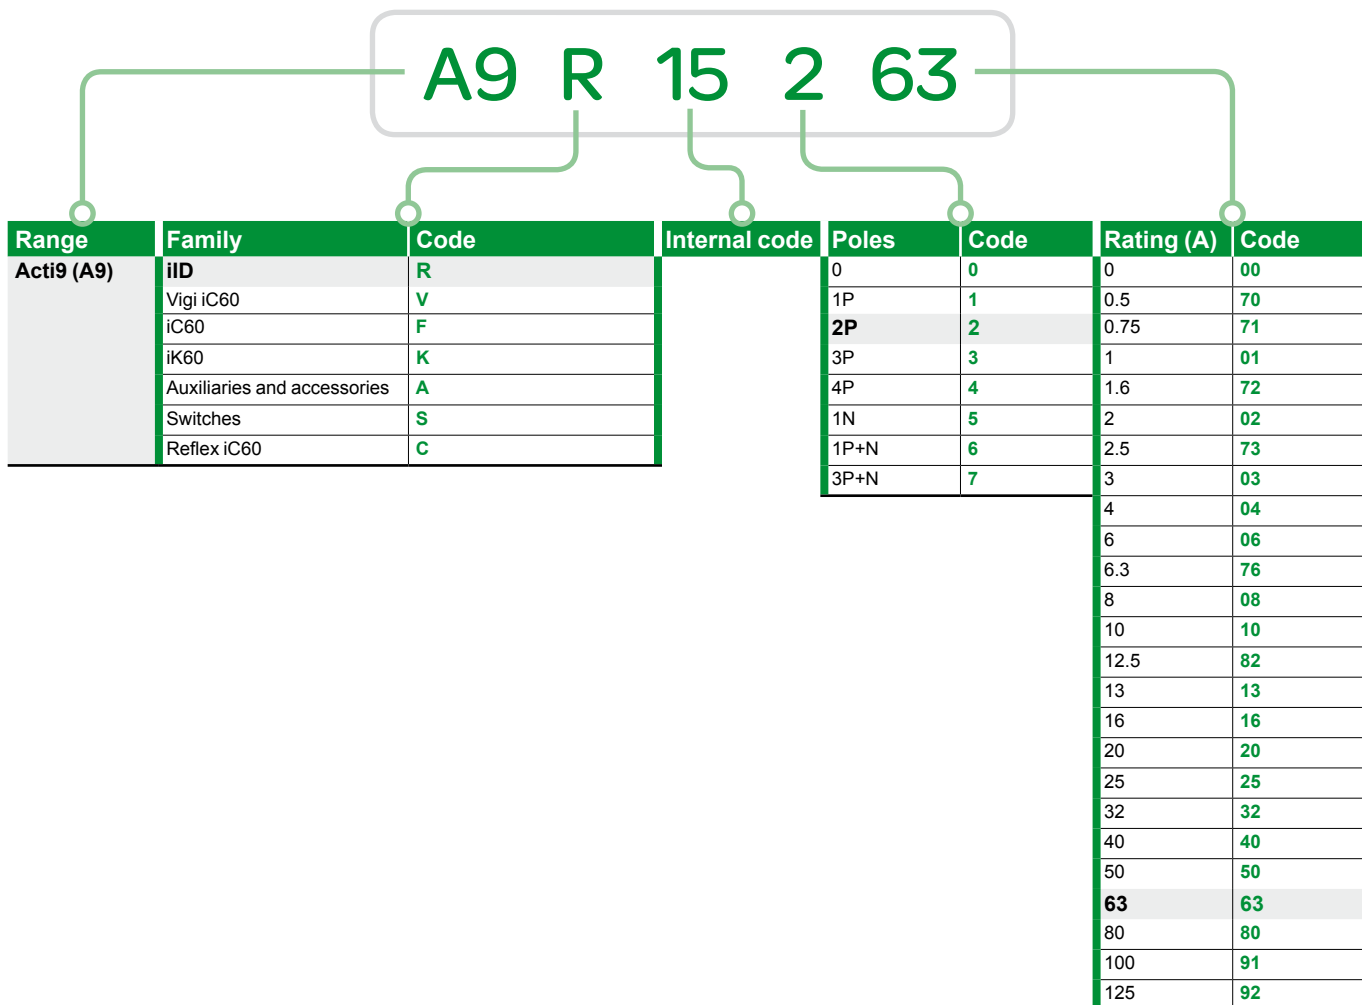 A9 R 15 2 63
Range Family Code Internal code Poles Code Rating (A) Code
Acti9 (A9) iID R 0 0 0 00
Vigi iC60 V 1P 1 0.5 70
iC60 F 2P 2 0.75 71
iK60 K 3P 3 1 01
Auxiliaries and accessories A 4P 4 1.6 72
Switches S 1N 5 2 02
Reflex iC60 C 1P+N 6 2.5 73
3P+N 7 3 03
4 04
6 06
6.3 76
8 08
10 10
12.5 82
13 13
16 16
20 20
25 25
32 32
40 40
50 50
63 63
80 80
100 91
125 92